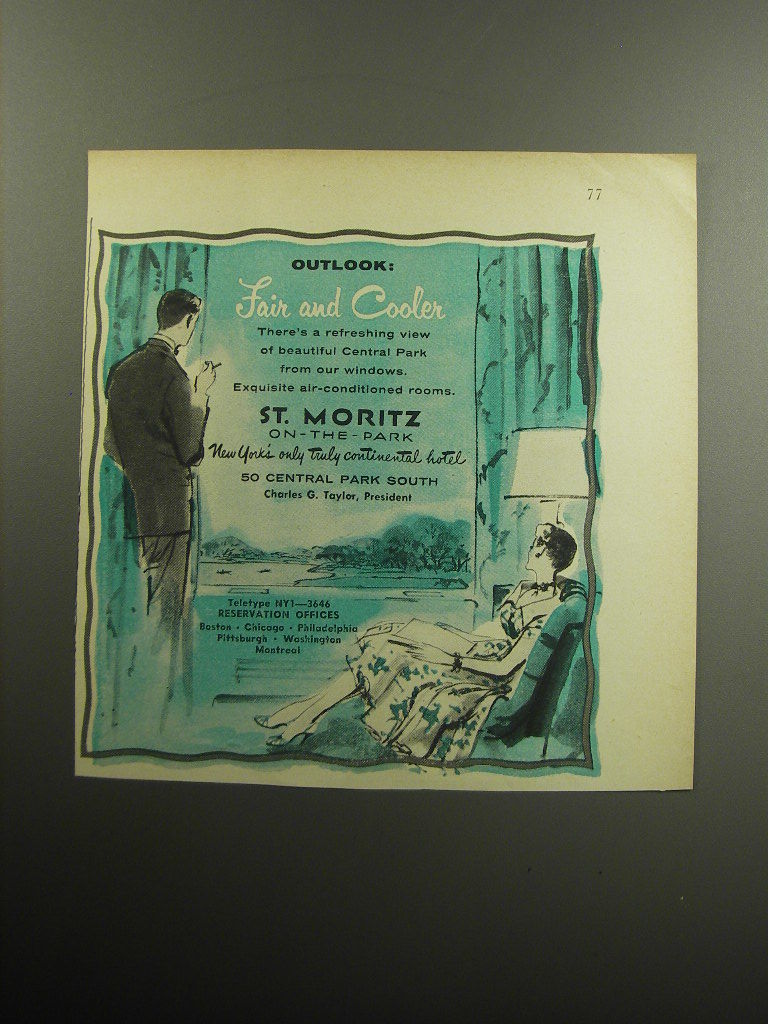 77
OUTLOOK:
Fair and Cooler
There's a refreshing view
of beautiful Central Park
from our windows.
Exquisite air-conditioned rooms.
ST. MORITZ
ON-THE-PARK
New York's only truly continental hotel
50 CENTRAL PARK SOUTH
Charles G. Taylor, President
Teletype NY1—3646
RESERVATION OFFICES
Boston • Chicago • Philadelphia
Pittsburgh • Washington
Montreal